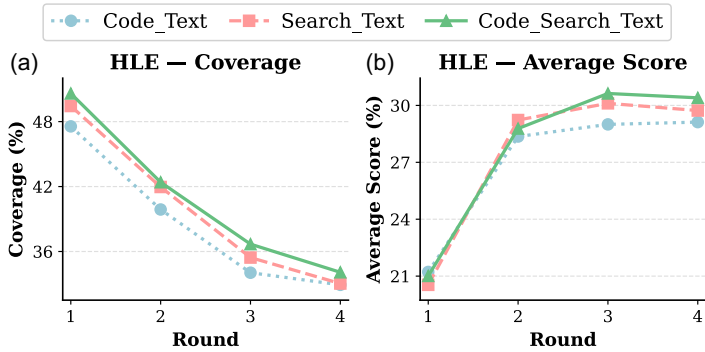 Code_Text Search_Text Code_Search_Text
(a) HLE — Coverage
Coverage (%)
48
42
36
1 2 3 4
Round
(b) HLE — Average Score
Average Score (%)
30
27
24
21
1 2 3 4
Round